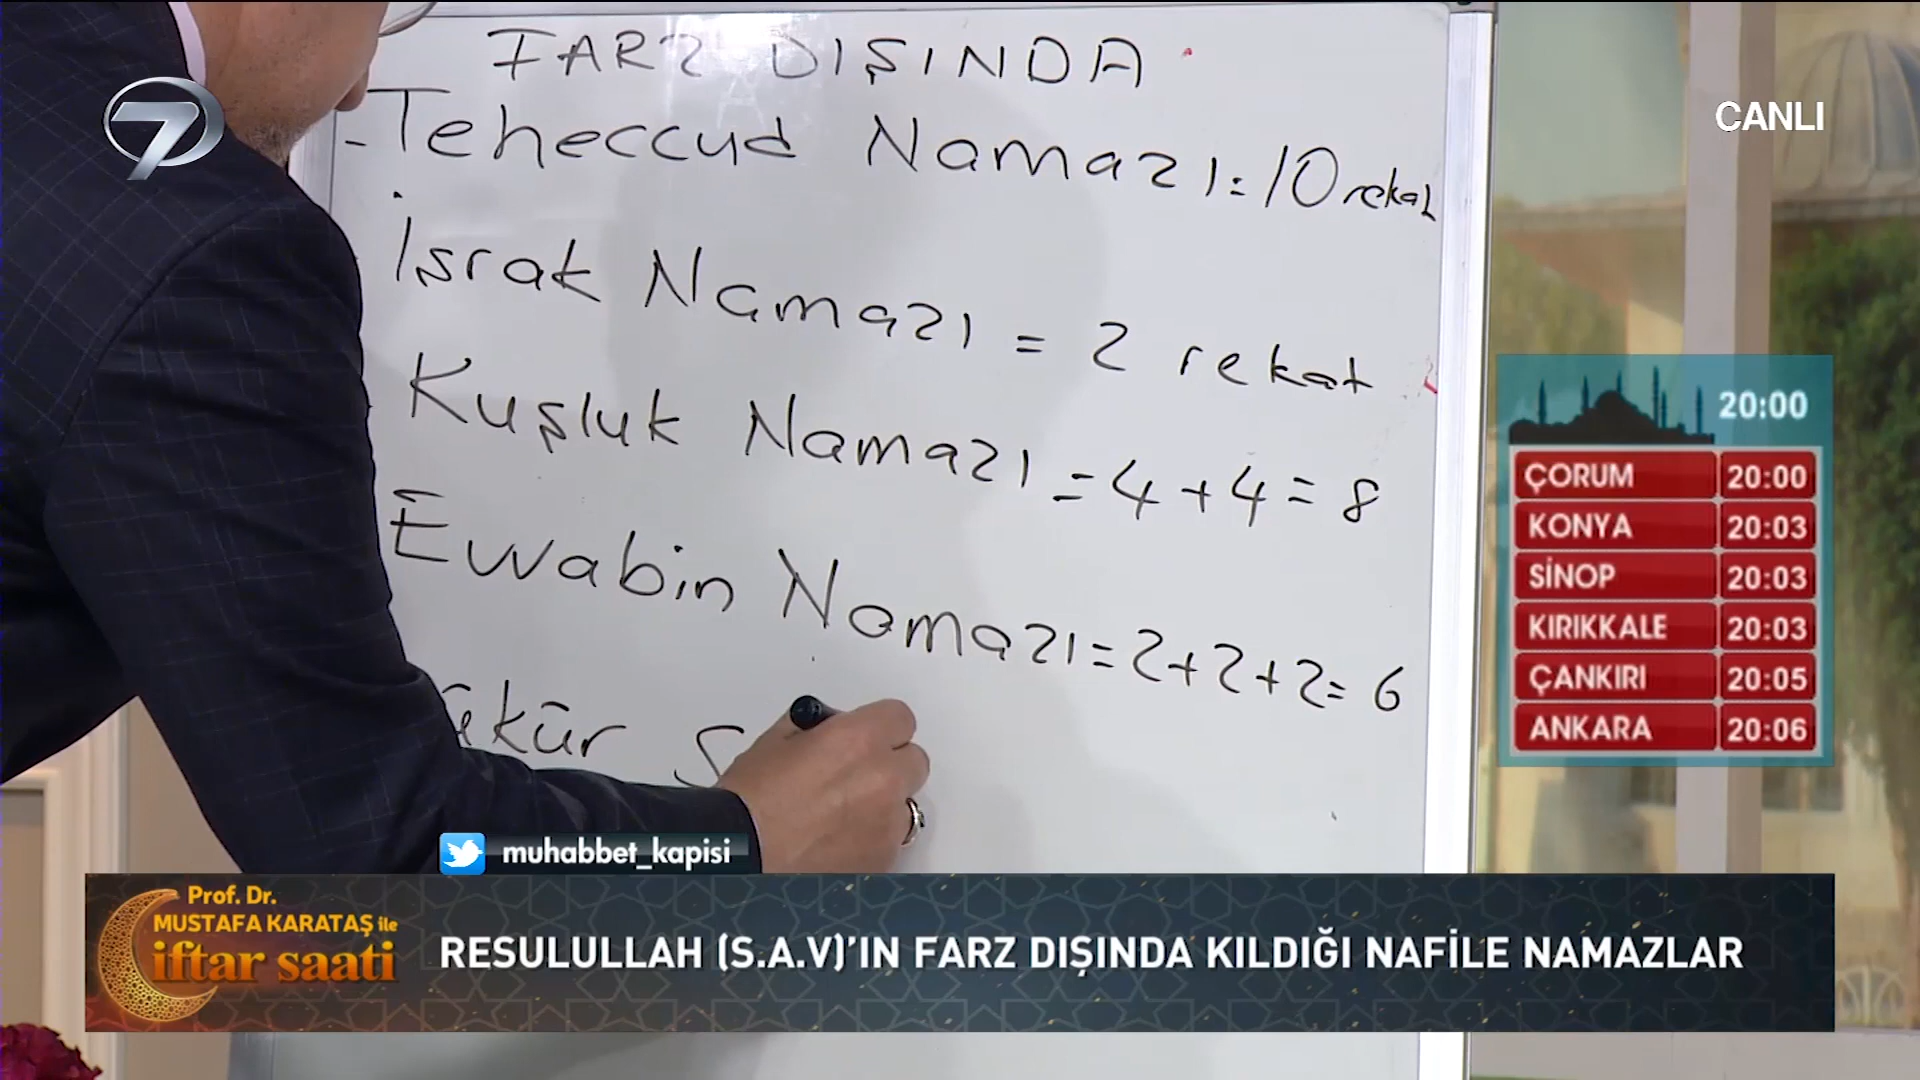 FARZ DIŞINDA
- Teheccud Namazı: 10 rekat
İşrak Namazı = 2 rekat
Kuşluk Namazı = 4 + 4 = 8
Evvabin Namazı = 2+2+2= 6
7
CANLI
20:00
ÇORUM 20:00
KONYA 20:03
SİNOP 20:03
KIRIKKALE 20:03
ÇANKIRI 20:05
ANKARA 20:06
muhabbet_kapisi
Prof. Dr.
MUSTAFA KARATAŞ ile
iftar saati
RESULULLAH (S.A.V)'IN FARZ DIŞINDA KILDIĞI NAFİLE NAMAZLAR